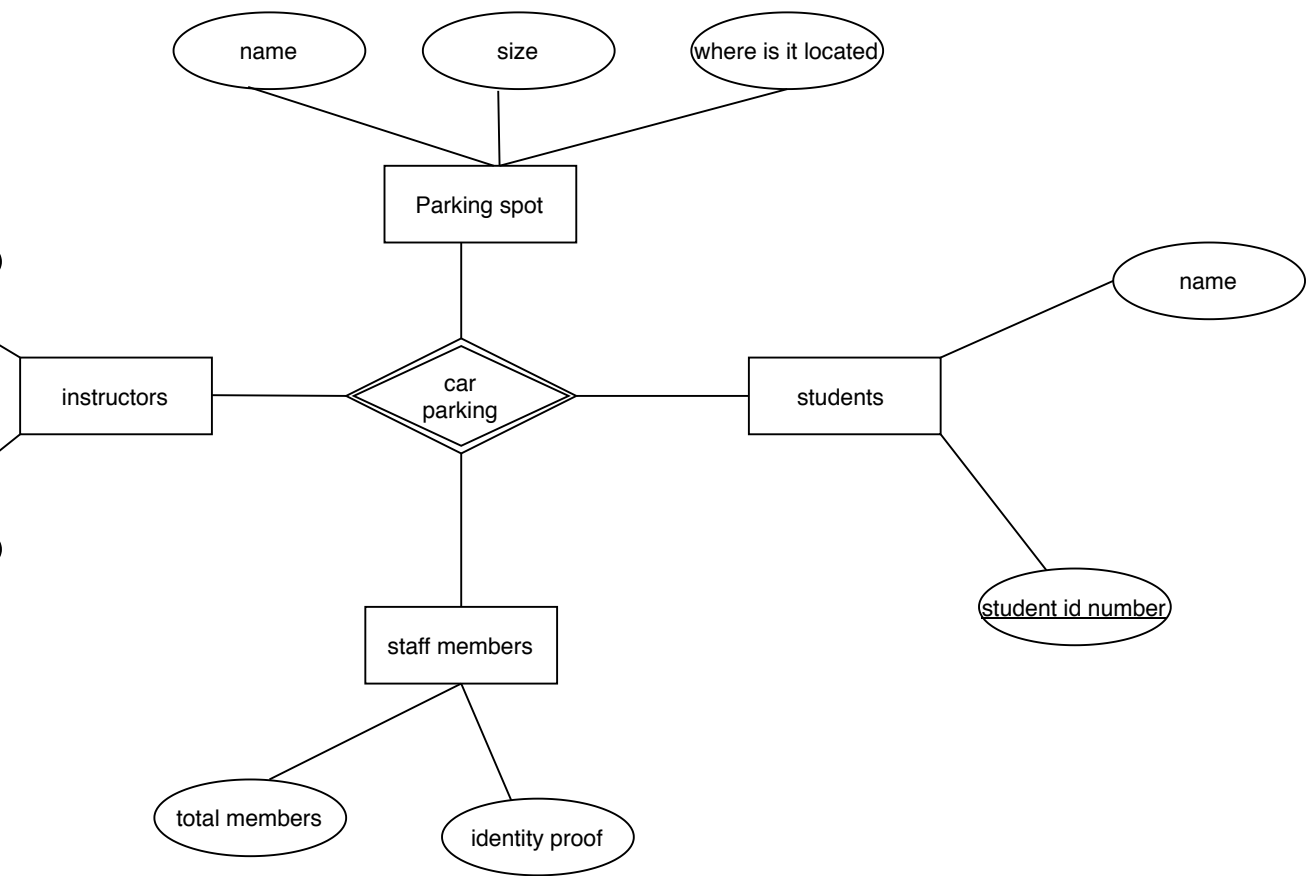 name
size
where is it located
Parking spot
name
instructors
car
parking
students
student id number
staff members
total members
identity proof